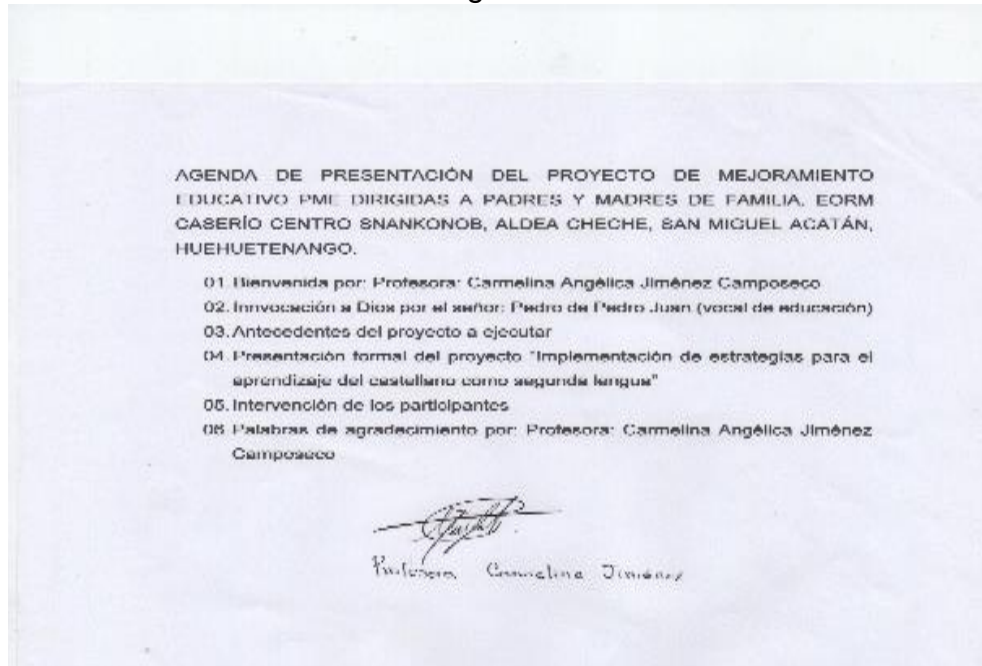 AGENDA DE PRESENTACIÓN DEL PROYECTO DE MEJORAMIENTO
EDUCATIVO PME DIRIGIDAS A PADRES Y MADRES DE FAMILIA, EORM
CASERÍO CENTRO SNANKONOB, ALDEA CHECHE, SAN MIGUEL ACATÁN,
HUEHUETENANGO.
01. Bienvenida por: Profesora: Carmelina Angélica Jiménez Camposeco
02. Innvocación a Dios por el señor: Pedro de Pedro Juan (vocal de educación)
03. Antecedentes del proyecto a ejecutar
04. Presentación formal del proyecto "Implementación de estrategias para el
aprendizaje del castellano como segunda lengua"
05. Intervención de los participantes
06. Palabras de agradecimiento por: Profesora: Carmelina Angélica Jiménez
Camposeco
Profesora Carmelina Jiménez